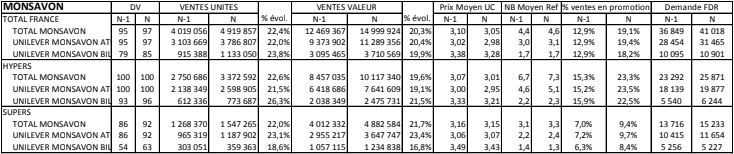 MONSAVON DV VENTES UNITES VENTES VALEUR Prix Moyen UC NB Moyen Ref % ventes en promotion Demande FDR
TOTAL FRANCE N-1 N N-1 N % évol. N-1 N % évol. N-1 N N-1 N N-1 N N-1 N
TOTAL MONSAVON 95 97 4 019 056 4 919 857 22,4% 12 469 367 14 999 924 20,3% 3,10 3,05 4,4 4,6 12,9% 19,1% 36 849 41 018
UNILEVER MONSAVON AT 95 97 3 103 669 3 786 807 22,0% 9 373 902 11 289 356 20,4% 3,02 2,98 3,0 3,1 12,9% 19,4% 28 454 31 465
UNILEVER MONSAVON BIL 79 85 915 388 1 133 050 23,8% 3 095 465 3 710 569 19,9% 3,38 3,28 1,7 1,7 12,8% 18,2% 10 095 10 901
HYPERS
TOTAL MONSAVON 100 100 2 750 686 3 372 592 22,6% 8 457 035 10 117 340 19,6% 3,07 3,01 6,7 7,3 15,3% 23,3% 23 292 25 871
UNILEVER MONSAVON AT 100 100 2 138 349 2 598 905 21,5% 6 418 686 7 641 609 19,1% 3,00 2,95 4,6 5,1 15,2% 23,5% 18 139 19 877
UNILEVER MONSAVON BIL 93 96 612 336 773 687 26,3% 2 038 349 2 475 731 21,5% 3,33 3,21 2,2 2,3 15,9% 22,5% 5 540 6 244
SUPERS
TOTAL MONSAVON 86 92 1 268 370 1 547 265 22,0% 4 012 332 4 882 584 21,7% 3,16 3,15 3,1 3,3 7,0% 9,4% 13 716 15 233
UNILEVER MONSAVON AT 86 92 965 319 1 187 902 23,1% 2 955 217 3 647 747 23,4% 3,06 3,07 2,2 2,4 7,2% 9,7% 10 415 11 654
UNILEVER MONSAVON BIL 54 63 303 051 359 363 18,6% 1 057 115 1 234 838 16,8% 3,49 3,43 1,4 1,3 6,3% 8,4% 5 256 5 227